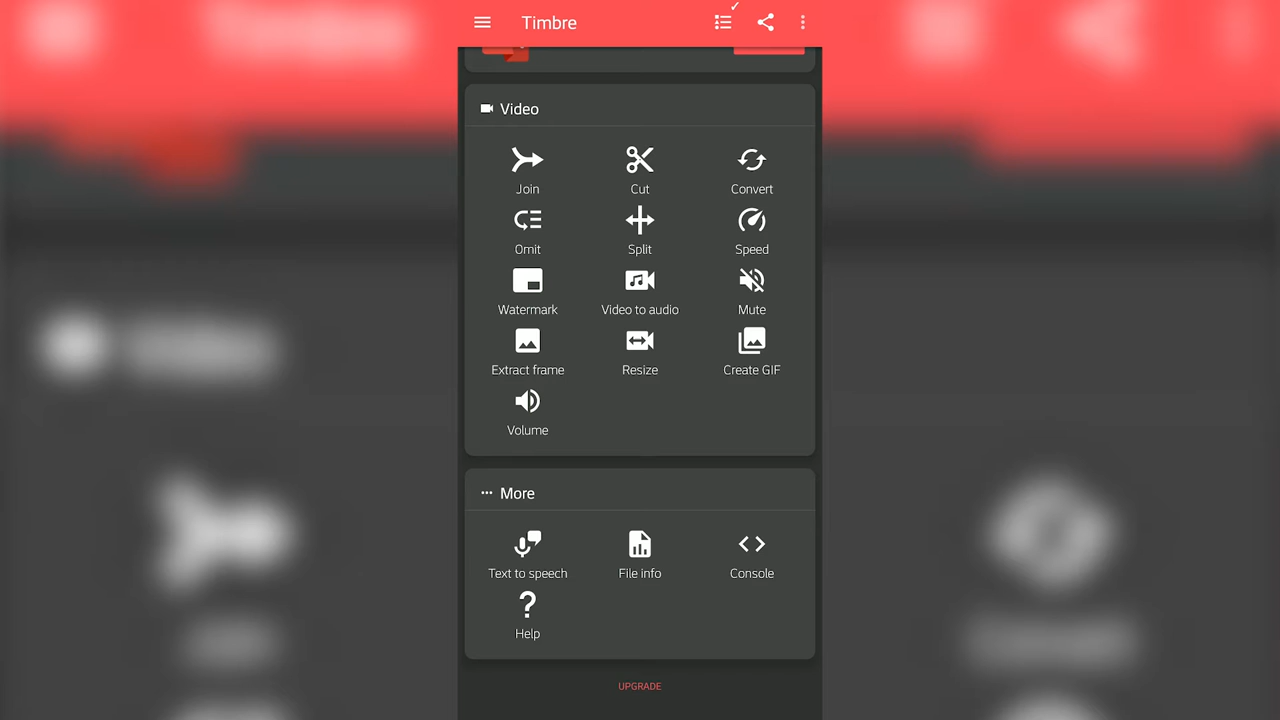 Timbre
Video
Join Cut Convert
Omit Split Speed
Watermark Video to audio Mute
Extract frame Resize Create GIF
Volume
More
Text to speech File info Console
Help
UPGRADE